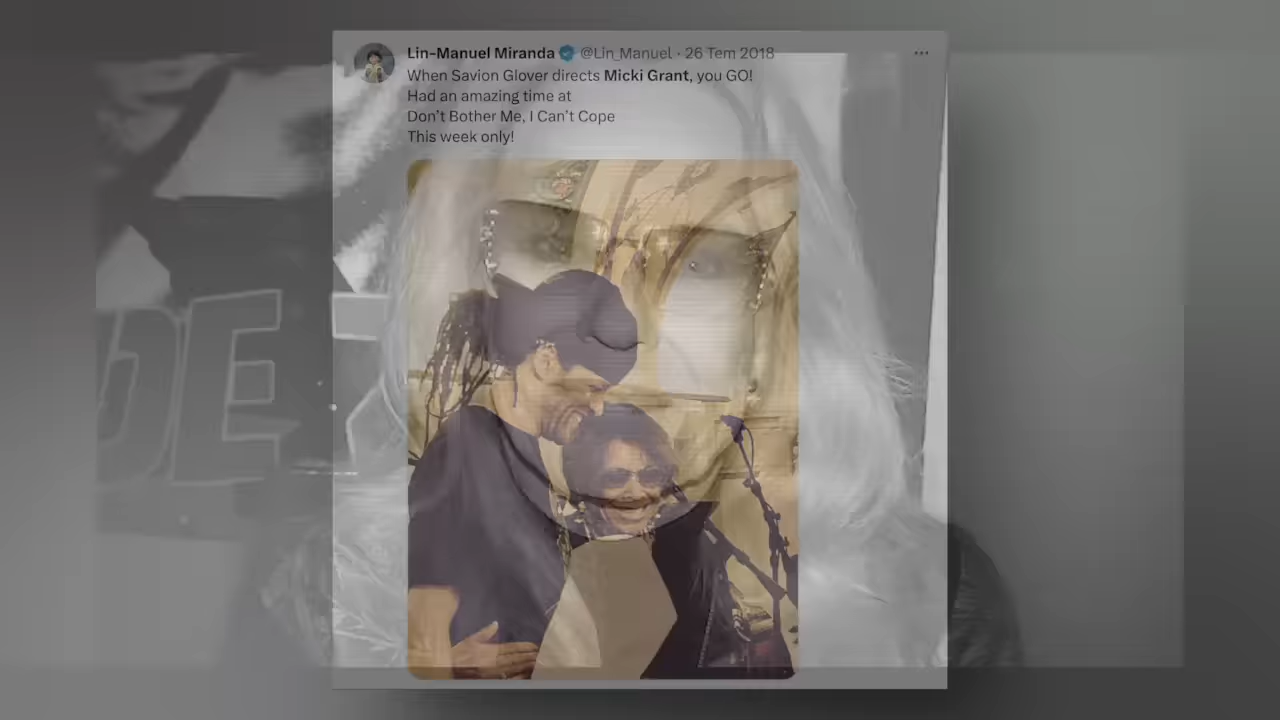 Lin-Manuel Miranda @Lin_Manuel · 26 Tem 2018
When Savion Glover directs Micki Grant, you GO!
Had an amazing time at
Don't Bother Me, I Can't Cope
This week only!
DE